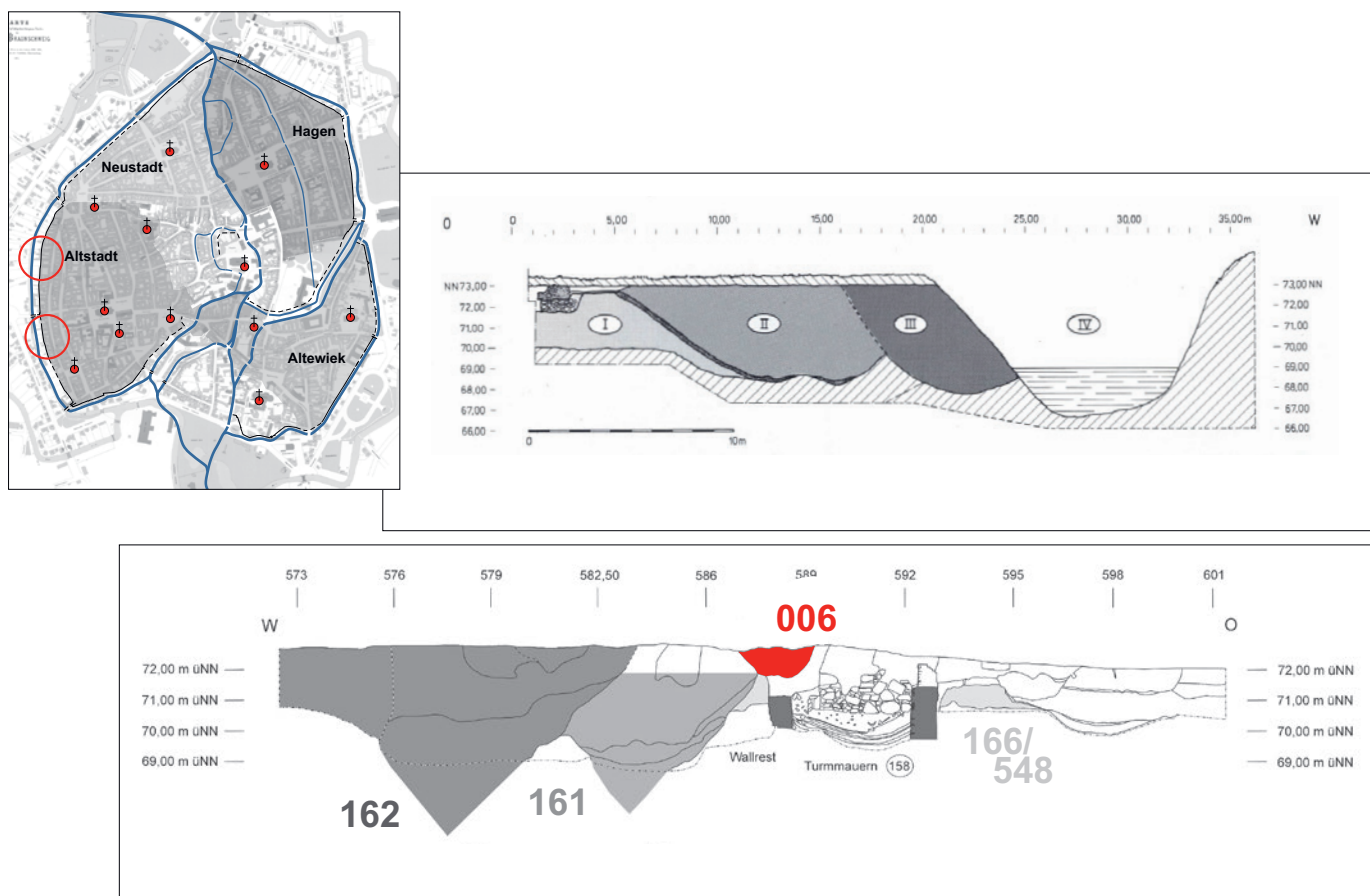 BRAUNSCHWEIG
Hagen
Neustadt
Altstadt
Altewiek
O 0 5,00 10,00 15,00 20,00 25,00 30,00 35,00m W
NN73,00 73,00 NN
72,00 I II III IV 72,00
71,00 71,00
70,00 70,00
69,00 69,00
68,00 68,00
67,00 67,00
66,00 66,00
0 10m
573 576 579 582,50 586 589 592 595 598 601
W 006 O
72,00 m üNN 72,00 m üNN
71,00 m üNN 71,00 m üNN
70,00 m üNN 70,00 m üNN
69,00 m üNN 69,00 m üNN
Wallrest Turmmauern 158 166/
548
162 161